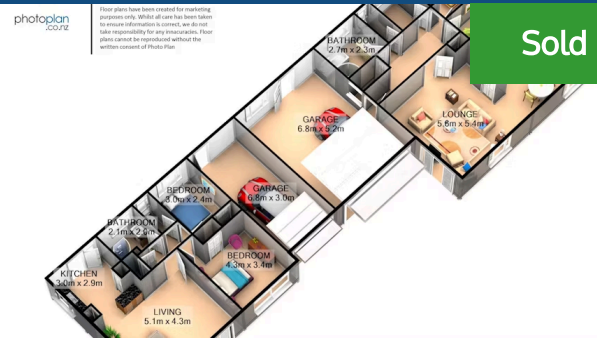 photoplan
.co.nz
Floor plans have been created for marketing
purposes only. Whilst all care has been taken
to ensure information is correct, we do not
take responsibility for any innacuracies. Floor
plans cannot be reproduced without the
written consent of Photo Plan
Sold
BATHROOM
2.7m x 2.3m
LOUNGE
5.6m x 5.4m
GARAGE
6.8m x 5.2m
BEDROOM
3.0m x 2.4m
GARAGE
6.8m x 3.0m
BATHROOM
2.1m x
BEDROOM
4.3m x 3.4m
KITCHEN
3.0m x 2.9m
LIVING
5.1m x 4.3m